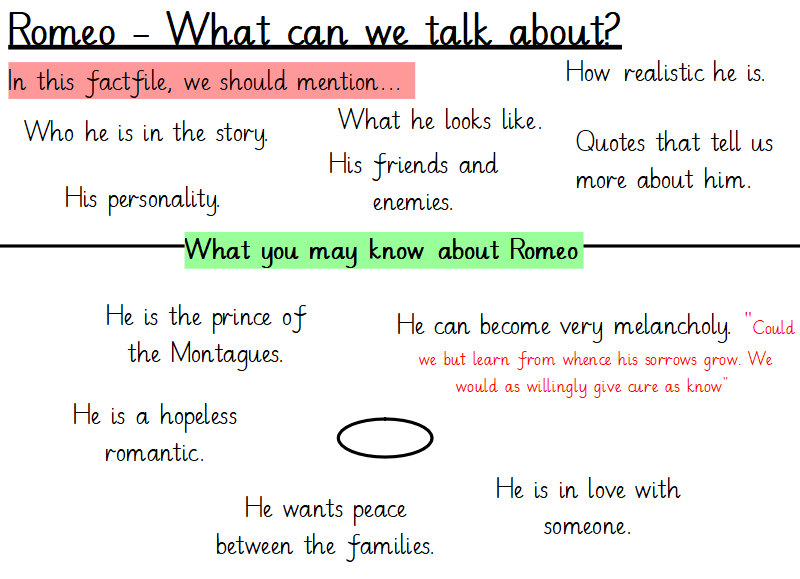 Romeo – What can we talk about?
In this factfile, we should mention...
How realistic he is.
Who he is in the story.
What he looks like.
Quotes that tell us
more about him.
His friends and
enemies.
His personality.
What you may know about Romeo
He is the prince of
the Montagues.
He can become very melancholy. "Could
we but learn from whence his sorrows grow. We
would as willingly give cure as know"
He is a hopeless
romantic.
He is in love with
someone.
He wants peace
between the families.